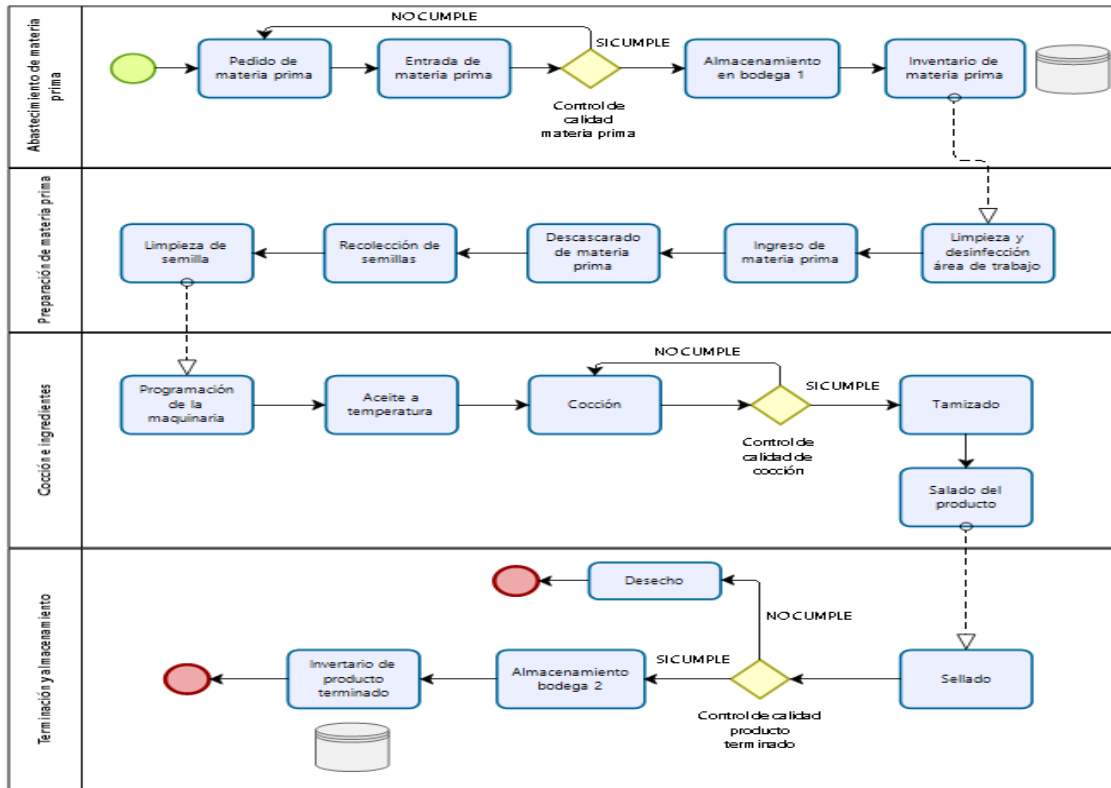 Abastecimiento de materia
prima
NO CUMPLE
SI CUMPLE
Pedido de
materia prima
Entrada de
materia prima
Control de
calidad
materia prima
Almacenamiento
en bodega 1
Inventario de
materia prima
Preparación de materia prima
Limpieza de
semilla
Recolección de
semillas
Descascarado
de materia
prima
Ingreso de
materia prima
Limpieza y
desinfección
área de trabajo
Cocción e ingredientes
NO CUMPLE
SI CUMPLE
Programación
de la
maquinaria
Aceite a
temperatura
Cocción
Control de
calidad de
cocción
Tamizado
Salado del
producto
Terminación y almacenamiento
Desecho
NO CUMPLE
SI CUMPLE
Invertario de
producto
terminado
Almacenamiento
bodega 2
Control de calidad
producto
terminado
Sellado